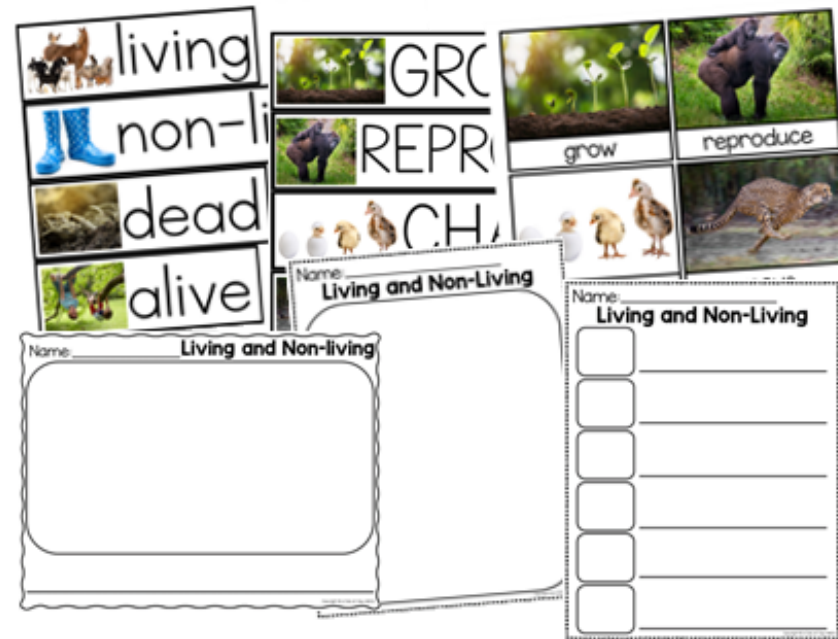 living
non-li
dead
alive
GRO
REPR
CHA
grow
reproduce
Name:
Living and Non-Living
Name:
Living and Non-living
Name:
Living and Non-Living